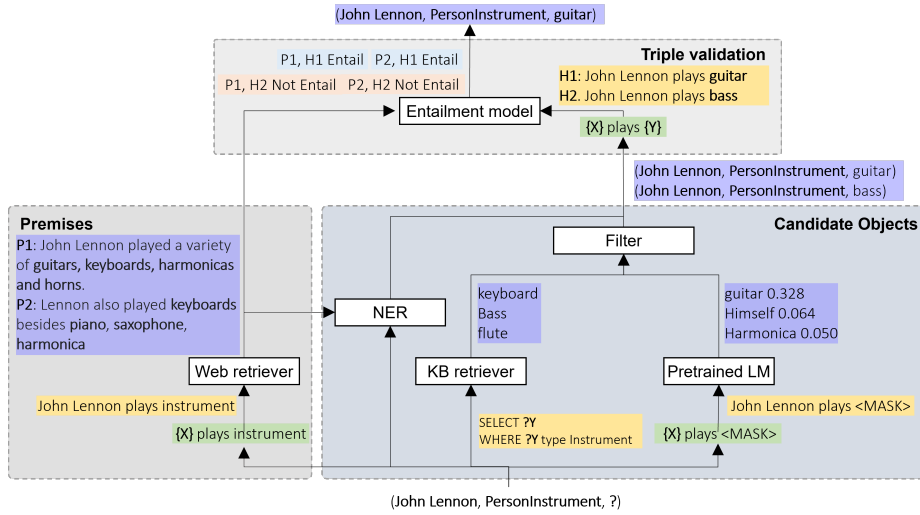 (John Lennon, PersonInstrument, guitar)
Triple validation
P1, H1 Entail P2, H1 Entail
P1, H2 Not Entail P2, H2 Not Entail
H1: John Lennon plays guitar
H2. John Lennon plays bass
Entailment model
{X} plays {Y}
(John Lennon, PersonInstrument, guitar)
(John Lennon, PersonInstrument, bass)
Premises
P1: John Lennon played a variety
of guitars, keyboards, harmonicas
and horns.
P2: Lennon also played keyboards
besides piano, saxophone,
harmonica
Web retriever
John Lennon plays instrument
{X} plays instrument
Candidate Objects
Filter
NER
keyboard
Bass
flute
guitar 0.328
Himself 0.064
Harmonica 0.050
KB retriever
Pretrained LM
SELECT ?Y
WHERE ?Y type Instrument
John Lennon plays <MASK>
{X} plays <MASK>
(John Lennon, PersonInstrument, ?)